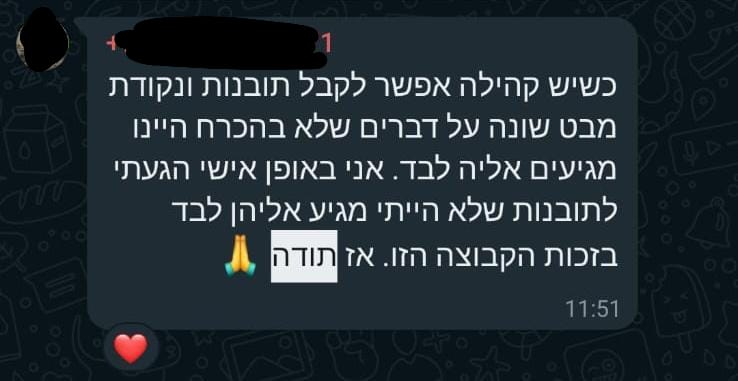 1
כשיש קהילה אפשר לקבל תובנות ונקודת
מבט שונה על דברים שלא בהכרח היינו
מגיעים אליה לבד. אני באופן אישי הגעתי
לתובנות שלא הייתי מגיע אליהן לבד
בזכות הקבוצה הזו. אז תודה 🙏
11:51